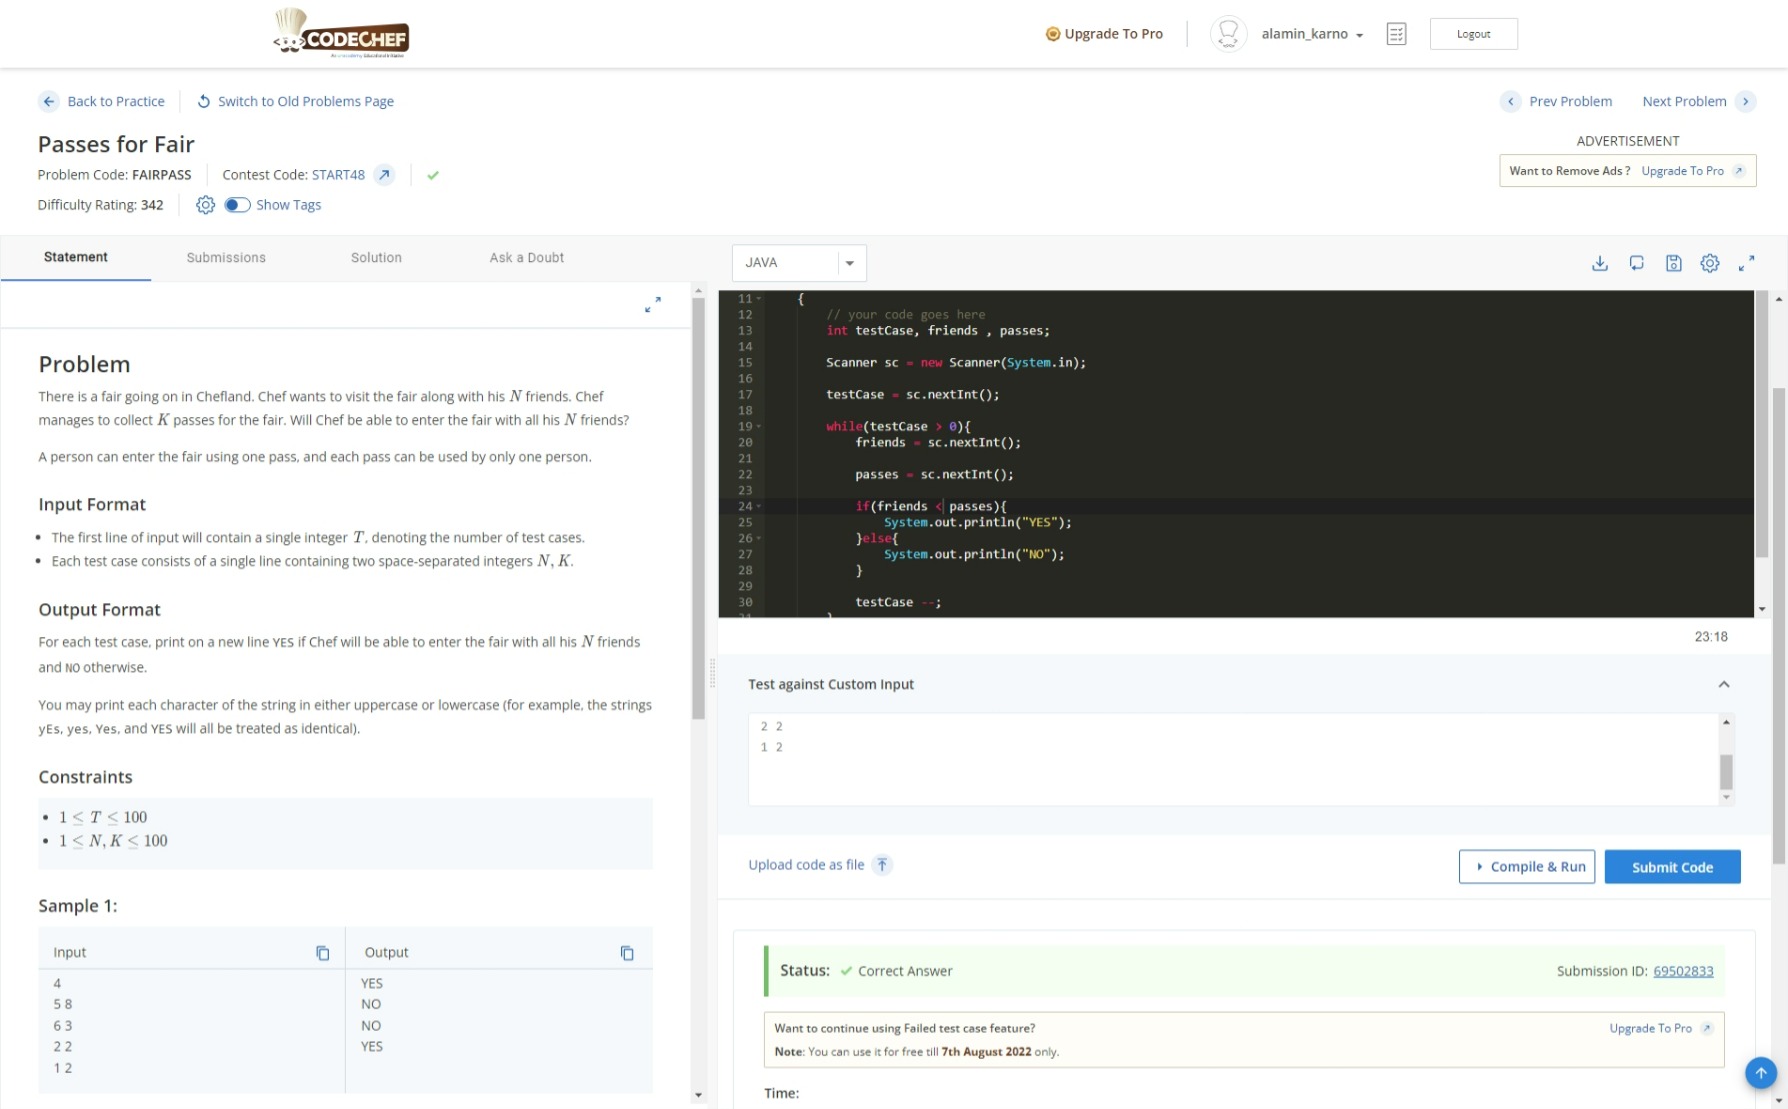 CODECHEF
Upgrade To Pro
alamin_karno
Logout
Back to Practice
Switch to Old Problems Page
Prev Problem
Next Problem
Passes for Fair
ADVERTISEMENT
Problem Code: FAIRPASS
Contest Code: START48
Want to Remove Ads ? Upgrade To Pro
Difficulty Rating: 342
Show Tags
Statement
Submissions
Solution
Ask a Doubt
JAVA
Problem
There is a fair going on in Chefland. Chef wants to visit the fair along with his N friends. Chef
manages to collect K passes for the fair. Will Chef be able to enter the fair with all his N friends?
A person can enter the fair using one pass, and each pass can be used by only one person.
Input Format
• The first line of input will contain a single integer T, denoting the number of test cases.
• Each test case consists of a single line containing two space-separated integers N, K.
Output Format
For each test case, print on a new line YES if Chef will be able to enter the fair with all his N friends
and NO otherwise.
You may print each character of the string in either uppercase or lowercase (for example, the strings
yEs, yes, Yes, and YES will all be treated as identical).
Constraints
• 1 ≤ T ≤ 100
• 1 ≤ N, K ≤ 100
Sample 1:
Input
Output
4
5 8
6 3
2 2
1 2
YES
NO
NO
YES
11 {
12 // your code goes here
13 int testCase, friends , passes;
14
15 Scanner sc = new Scanner(System.in);
16
17 testCase = sc.nextInt();
18
19 while(testCase > 0){
20 friends = sc.nextInt();
21
22 passes = sc.nextInt();
23
24 if(friends < passes){
25 System.out.println("YES");
26 }else{
27 System.out.println("NO");
28 }
29
30 testCase --;
31 }
23:18
Test against Custom Input
2 2
1 2
Upload code as file
Compile & Run
Submit Code
Status: Correct Answer
Submission ID: 69502833
Want to continue using Failed test case feature?
Upgrade To Pro
Note: You can use it for free till 7th August 2022 only.
Time: